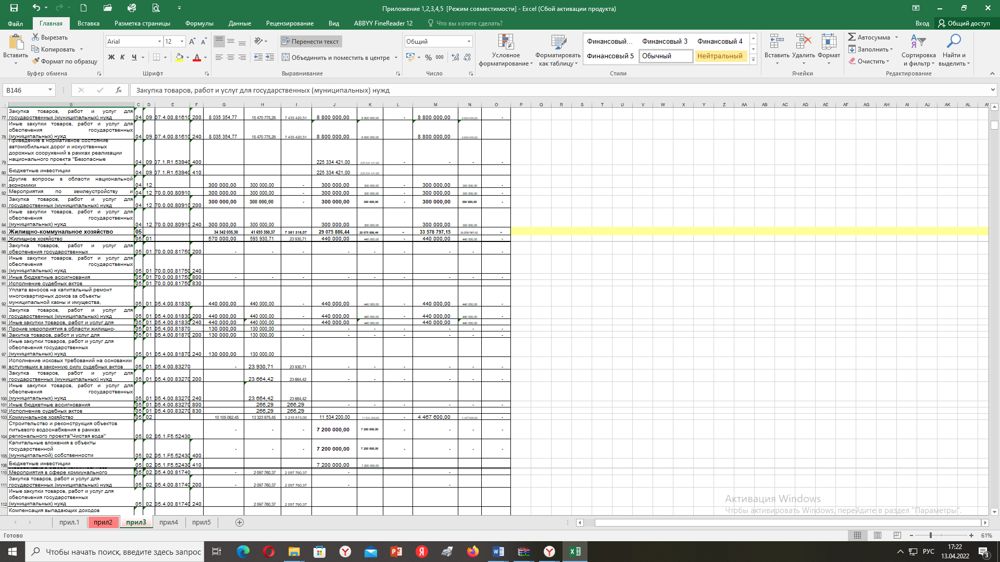 Приложение 1,2,3,4,5 [Режим совместимости] - Excel (Сбой активации продукта)
Файл Главная Вставка Разметка страницы Формулы Данные Рецензирование Вид ABBYY FineReader 12 Что вы хотите сделать? Вход Общий доступ
Вставить Вырезать Копировать Формат по образцу Буфер обмена
Arial 12 Ж К Ч Шрифт
Перенести текст Объединить и поместить в центре Выравнивание
Общий % 000 Число
Условное форматирование Форматировать как таблицу
Финансовый... Финансовый 3 Финансовый 4
Финансовый 5 Обычный Нейтральный
Стили
Вставить Удалить Формат Ячейки
Автосумма Заполнить Очистить Сортировка и фильтр Найти и выделить Редактирование
B146 fx Закупка товаров, работ и услуг для государственных (муниципальных) нужд
B C D E F G H I J K L M N O P Q R S T U V W X Y Z AA AB AC AD AE AF AG AH AI AJ AK AL
77 Закупка товаров, работ и услуг для государственных (муниципальных) нужд 04 09 07.4.00.81610 200 8 035 354,77 15 470 775,28 7 435 420,51 8 800 000,00 8 800 000,00 - 8 800 000,00 8 800 000,00 -
78 Иные закупки товаров, работ и услуг для обеспечения государственных (муниципальных) нужд 04 09 07.4.00.81610 240 8 035 354,77 15 470 775,28 7 435 420,51 8 800 000,00 8 800 000,00 8 800 000,00 8 800 000,00
79 Приведение в нормативное состояние автомобильных дорог и искуственных дорожных сооружений в рамках реализации национального проекта "Безопасные 04 09 07.1.R1.53940 400 225 334 421,00 225 334 421,00 - - - -
80 Бюджетные инвестиции 04 09 07.1.R1.53940 410 225 334 421,00 225 334 421,00
81 Другие вопросы в области национальной экономики 04 12 300 000,00 300 000,00 - 300 000,00 300 000,00 - 300 000,00 300 000,00 -
82 Мероприятия по землеустройству и 04 12 70.0.00.80910 300 000,00 300 000,00 - 300 000,00 300 000,00 - 300 000,00 300 000,00 -
83 Закупка товаров, работ и услуг для государственных (муниципальных) нужд 04 12 70.0.00.80910 200 300 000,00 300 000,00 - 300 000,00 300 000,00 - 300 000,00 300 000,00 -
84 Иные закупки товаров, работ и услуг для обеспечения государственных (муниципальных) нужд 04 12 70.0.00.80910 240 300 000,00 300 000,00 300 000,00 300 000,00 300 000,00 300 000,00
85 Жилищно-коммунальное хозяйство 05 34 342 035,30 41 693 350,37 7 351 315,07 29 075 886,44 29 075 886,44 - 33 578 797,15 33 578 797,15 -
86 Жилищное хозяйство 05 01 570 000,00 593 930,71 23 930,71 440 000,00 440 000,00 - 440 000,00 440 000,00 -
88 Закупка товаров, работ и услуг для обеспечения государственных 05 01 70.0.00.81750 200 - - - - - - - - -
89 Иные закупки товаров, работ и услуг для обеспечения государственных (муниципальных) нужд 05 01 70.0.00.81750 240
90 Иные бюджетные ассигнования 05 01 70.0.00.81750 800 - - - - - - - - -
91 Исполнение судебных актов 05 01 70.0.00.81750 830
92 Уплата взносов на капитальный ремонт многоквартирных домов за объекты муниципальной казны и имущества, 05 01 05.4.00.81830 440 000,00 440 000,00 - 440 000,00 440 000,00 - 440 000,00 440 000,00 -
93 Закупка товаров, работ и услуг для государственных (муниципальных) нужд 05 01 05.4.00.81830 200 440 000,00 440 000,00 - 440 000,00 440 000,00 - 440 000,00 440 000,00 -
94 Иные закупки товаров, работ и услуг для 05 01 05.4.00.81830 240 440 000,00 440 000,00 440 000,00 440 000,00 440 000,00 440 000,00
95 Прочие мероприятия в области жилищно- 05 01 05.4.00.81870 130 000,00 130 000,00 - - - - - - -
96 Закупка товаров, работ и услуг для 05 01 05.4.00.81870 200 130 000,00 130 000,00 - - - - - - -
97 Иные закупки товаров, работ и услуг для обеспечения государственных (муниципальных) нужд 05 01 05.4.00.81870 240 130 000,00 130 000,00
98 Исполнение исковых требований на основании вступивших в законную силу судебных актов 05 01 05.4.00.83270 - 23 930,71 23 930,71 - - - - - -
99 Закупка товаров, работ и услуг для государственных (муниципальных) нужд 05 01 05.4.00.83270 200 23 664,42 23 664,42 - - - - - -
100 Иные закупки товаров, работ и услуг для обеспечения государственных (муниципальных) нужд 05 01 05.4.00.83270 240 23 664,42 23 664,42
101 Иные бюджетные ассигнования 05 01 05.4.00.83270 800 266,29 266,29 - - - - - -
102 Исполнение судебных актов 05 01 05.4.00.83270 830 266,29 266,29
103 Коммунальное хозяйство 05 02 10 105 062,45 13 323 875,45 3 218 813,00 11 534 200,00 11 534 200,00 - 4 467 600,00 4 467 600,00 -
104 Строительство и реконструкция объектов питьевого водоснабжения в рамках регионального проекта"Чистая вода" 05 02 05.1.F5.52430 - - - 7 200 000,00 7 200 000,00 - - - -
105 Капитальные вложения в объекты государственной (муниципальной) собственности 05 02 05.1.F5.52430 400 - - - 7 200 000,00 7 200 000,00 - - - -
106 Бюджетные инвестиции 05 02 05.1.F5.52430 410 7 200 000,00 7 200 000,00
110 Мероприятия в сфере коммунального 05 02 05.4.00.81740 - 2 097 760,37 2 097 760,37 - -
111 Закупка товаров, работ и услуг для государственных (муниципальных) нужд 05 02 05.4.00.81740 200 - 2 097 760,37 2 097 760,37 - -
112 Иные закупки товаров, работ и услуг для обеспечения государственных (муниципальных) нужд 05 02 05.4.00.81740 240 2 097 760,37 2 097 760,37
Компенсация выпадающих доходов
Активация Windows
Чтобы активировать Windows, перейдите в раздел "Параметры".
прил.1 прил2 прил3 прил4 прил5
Готово 61%
Чтобы начать поиск, введите здесь запрос
РУС 17:22
13.04.2022 3